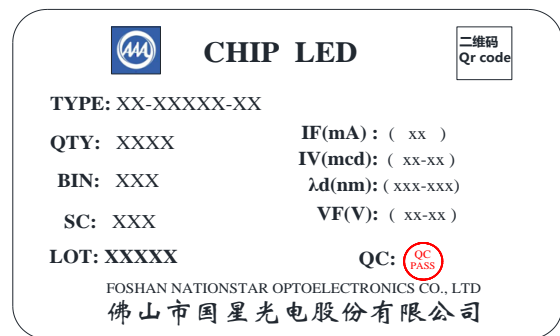 CHIP LED
二维码
Qr code
TYPE: XX-XXXXX-XX
QTY: XXXX
IF(mA) : ( xx )
IV(mcd): ( xx-xx )
BIN: XXX
λd(nm): ( xxx-xxx)
SC: XXX
VF(V): ( xx-xx )
LOT: XXXXX
QC: QC
PASS
FOSHAN NATIONSTAR OPTOELECTRONICS CO., LTD
佛山市国星光电股份有限公司